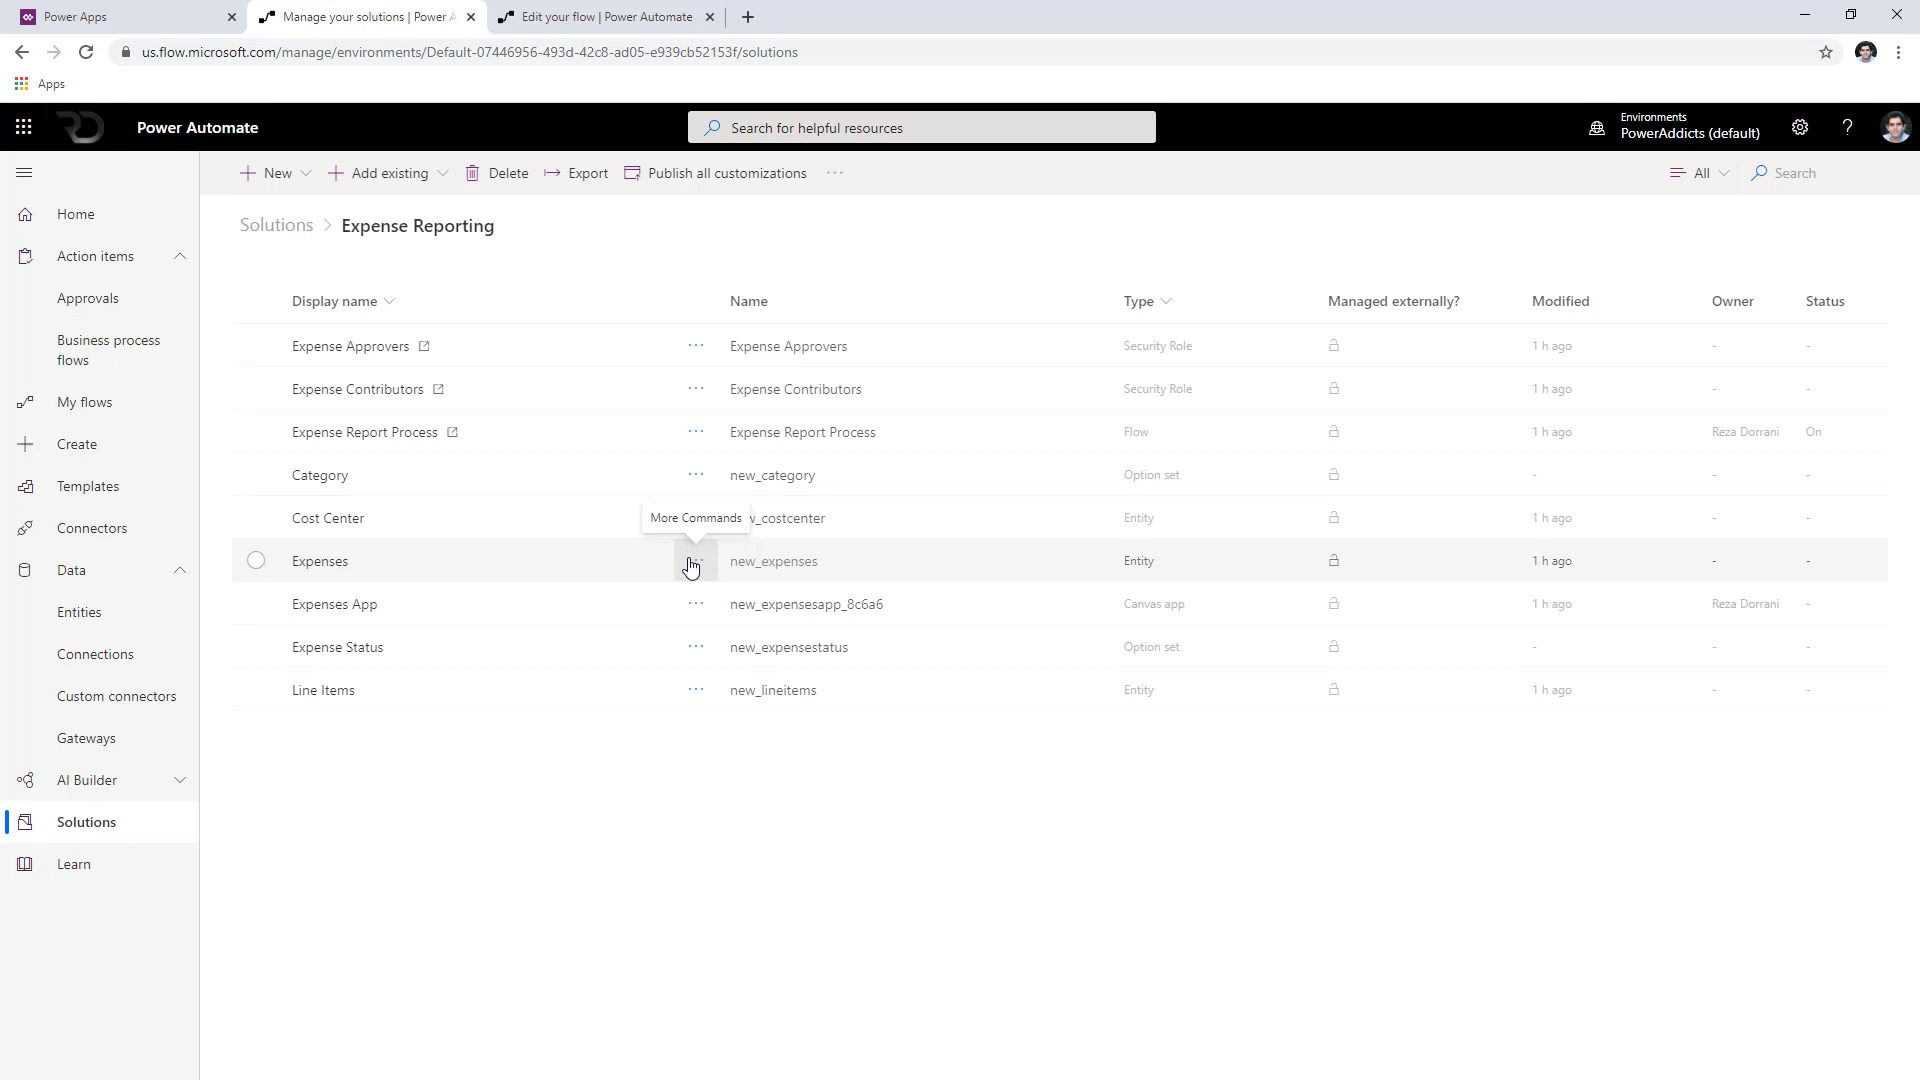 Power Apps
Manage your solutions | Power A
Edit your flow | Power Automate
us.flow.microsoft.com/manage/environments/Default-07446956-493d-42c8-ad05-e939cb52153f/solutions
Apps
RD
Power Automate
Search for helpful resources
Environments
PowerAddicts (default)
?
New
Add existing
Delete
Export
Publish all customizations
...
All
Search
Home
Action items
Approvals
Business process
flows
My flows
Create
Templates
Connectors
Data
Entities
Connections
Custom connectors
Gateways
AI Builder
Solutions
Learn
Solutions > Expense Reporting
Display name Name Type Managed externally? Modified Owner Status
Expense Approvers ... Expense Approvers Security Role 1 h ago - -
Expense Contributors ... Expense Contributors Security Role 1 h ago - -
Expense Report Process ... Expense Report Process Flow 1 h ago Reza Dorrani On
Category ... new_category Option set - - -
Cost Center w_costcenter Entity 1 h ago - -
More Commands
Expenses new_expenses Entity 1 h ago - -
Expenses App ... new_expensesapp_8c6a6 Canvas app 1 h ago Reza Dorrani -
Expense Status ... new_expensestatus Option set - - -
Line Items ... new_lineitems Entity 1 h ago - -